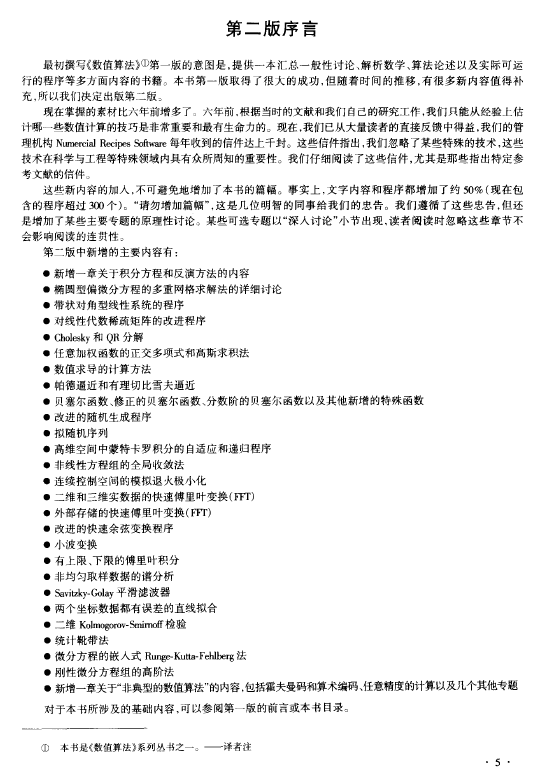 第二版序言
最初撰写《数值算法》①第一版的意图是,提供一本汇总一般性讨论、解析数学、算法论述以及实际可运
行的程序等多方面内容的书籍。本书第一版取得了很大的成功,但随着时间的推移,有很多新内容值得补
充,所以我们决定出版第二版。
现在掌握的素材比六年前增多了。六年前,根据当时的文献和我们自己的研究工作,我们只能从经验上估
计哪一些数值计算的技巧是非常重要和最有生命力的。现在,我们已从大量读者的直接反馈中得益,我们的管
理机构 Numercial Recipes Software 每年收到的信件达上千封。这些信件指出,我们忽略了某些特殊的技术,这些
技术在科学与工程等特殊领域内具有众所周知的重要性。我们仔细阅读了这些信件,尤其是那些指出特定参
考文献的信件。
这些新内容的加入,不可避免地增加了本书的篇幅。事实上,文字内容和程序都增加了约 50%(现在包
含的程序超过 300 个)。“请勿增加篇幅”,这是几位明智的同事给我们的忠告。我们遵循了这些忠告,但还
是增加了某些主要专题的原理性讨论。某些可选专题以“深入讨论”小节出现,读者阅读时忽略这些章节不
会影响阅读的连贯性。
第二版中新增的主要内容有:
● 新增一章关于积分方程和反演方法的内容
● 椭圆型偏微分方程的多重网格求解法的详细讨论
● 带状对角型线性系统的程序
● 对线性代数稀疏矩阵的改进程序
● Cholesky 和 QR 分解
● 任意加权函数的正交多项式和高斯求积法
● 数值求导的计算方法
● 帕德逼近和有理切比雪夫逼近
● 贝塞尔函数、修正的贝塞尔函数、分数阶的贝塞尔函数以及其他新增的特殊函数
● 改进的随机生成程序
● 拟随机序列
● 高维空间中蒙特卡罗积分的自适应和递归程序
● 非线性方程组的全局收敛法
● 连续控制空间的模拟退火极小化
● 二维和三维实数据的快速傅里叶变换(FFT)
● 外部存储的快速傅里叶变换(FFT)
● 改进的快速余弦变换程序
● 小波变换
● 有上限、下限的傅里叶积分
● 非均匀取样数据的谱分析
● Savitzky-Golay 平滑滤波器
● 两个坐标数据都有误差的直线拟合
● 二维 Kolmogorov-Smirnoff 检验
● 统计靴带法
● 微分方程的嵌入式 Runge-Kutta-Fehlberg 法
● 刚性微分方程组的高阶法
● 新增一章关于“非典型的数值算法”的内容,包括霍夫曼码和算术编码、任意精度的计算以及几个其他专题
对于本书所涉及的基础内容,可以参阅第一版的前言或本书目录。
① 本书是《数值算法》系列丛书之一。——译者注
· 5 ·